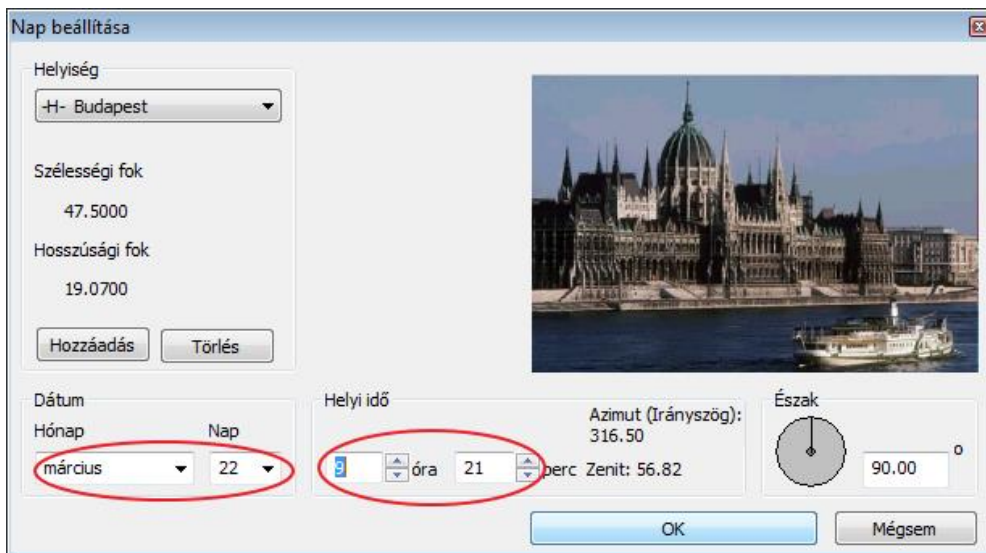 Nap beállítása
Helyiség
-H- Budapest
Szélességi fok
47.5000
Hosszúsági fok
19.0700
Hozzáadás Törlés
Dátum
Hónap Nap
március 22
Helyi idő
Azimut (Irányszög):
316.50
9 óra 21 perc Zenit: 56.82
Észak
90.00 °
OK Mégsem